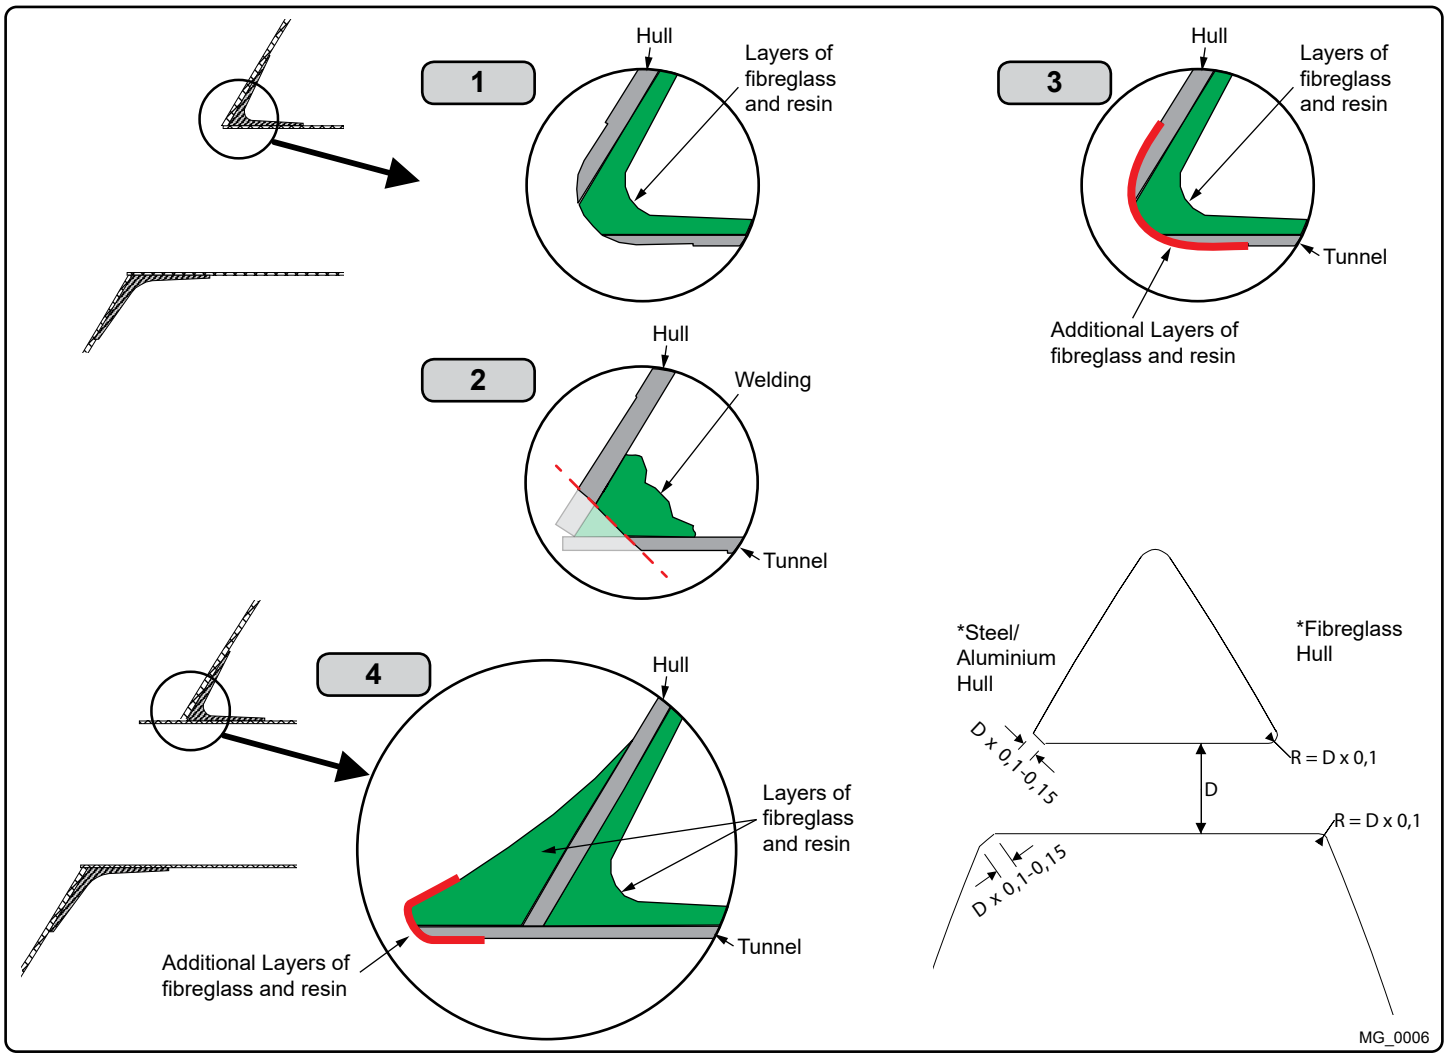 1
Hull
Layers of
fibreglass
and resin
3
Hull
Layers of
fibreglass
and resin
Tunnel
Additional Layers of
fibreglass and resin
2
Hull
Welding
Tunnel
4
Hull
Layers of
fibreglass
and resin
Tunnel
Additional Layers of
fibreglass and resin
*Steel/
Aluminium
Hull
*Fibreglass
Hull
D x 0,1-0,15
R = D x 0,1
D
R = D x 0,1
D x 0,1-0,15
MG_0006